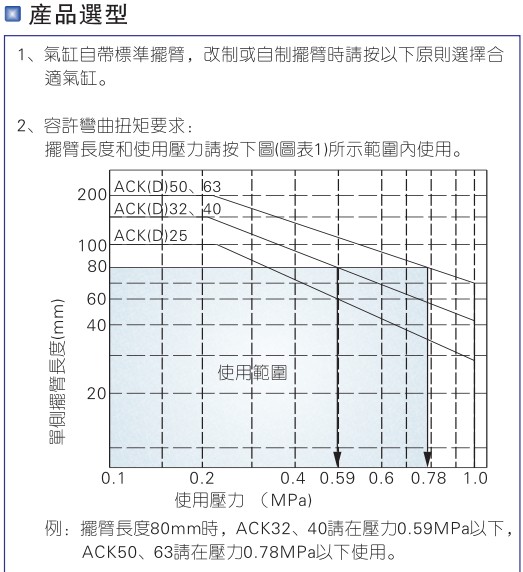 產品選型
1、氣缸自帶標準擺臂，改制或自制擺臂時請按以下原則選擇合
適氣缸。
2、容許彎曲扭矩要求：
擺臂長度和使用壓力請按下圖(圖表1)所示範圍內使用。
ACK(D)50、63
200
ACK(D)32、40
ACK(D)25
100
80
60
40
20
單側擺臂長度(mm)
使用範圍
0.1 0.2 0.4 0.59 0.6 0.78 1.0
使用壓力 （MPa)
例：擺臂長度80mm時，ACK32、40請在壓力0.59MPa以下，
ACK50、63請在壓力0.78MPa以下使用。